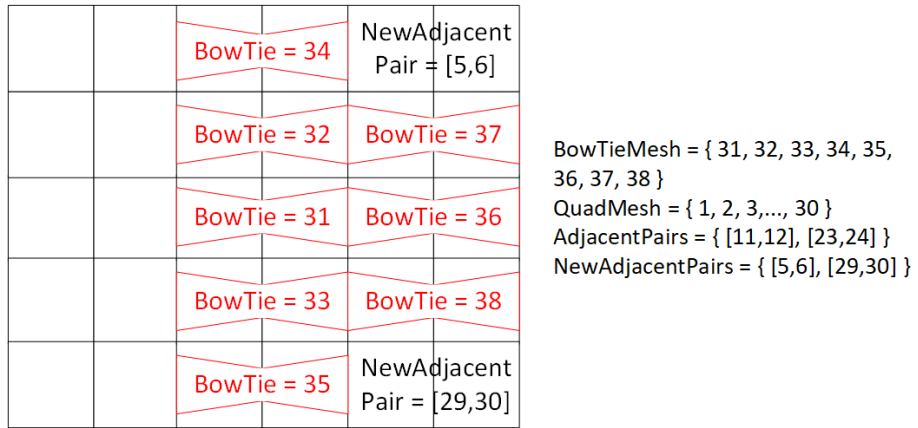 BowTie = 34
NewAdjacent
Pair = [5,6]
BowTie = 32
BowTie = 37
BowTie = 31
BowTie = 36
BowTie = 33
BowTie = 38
BowTie = 35
NewAdjacent
Pair = [29,30]
BowTieMesh = { 31, 32, 33, 34, 35,
36, 37, 38 }
QuadMesh = { 1, 2, 3,..., 30 }
AdjacentPairs = { [11,12], [23,24] }
NewAdjacentPairs = { [5,6], [29,30] }